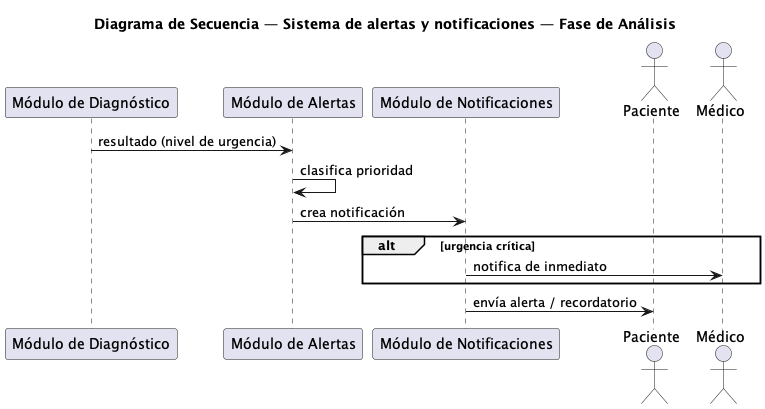 Diagrama de Secuencia — Sistema de alertas y notificaciones — Fase de Análisis
Módulo de Diagnóstico
Módulo de Alertas
Módulo de Notificaciones
Paciente
Médico
resultado (nivel de urgencia)
clasifica prioridad
crea notificación
alt
[urgencia crítica]
notifica de inmediato
envía alerta / recordatorio
Módulo de Diagnóstico
Módulo de Alertas
Módulo de Notificaciones
Paciente
Médico